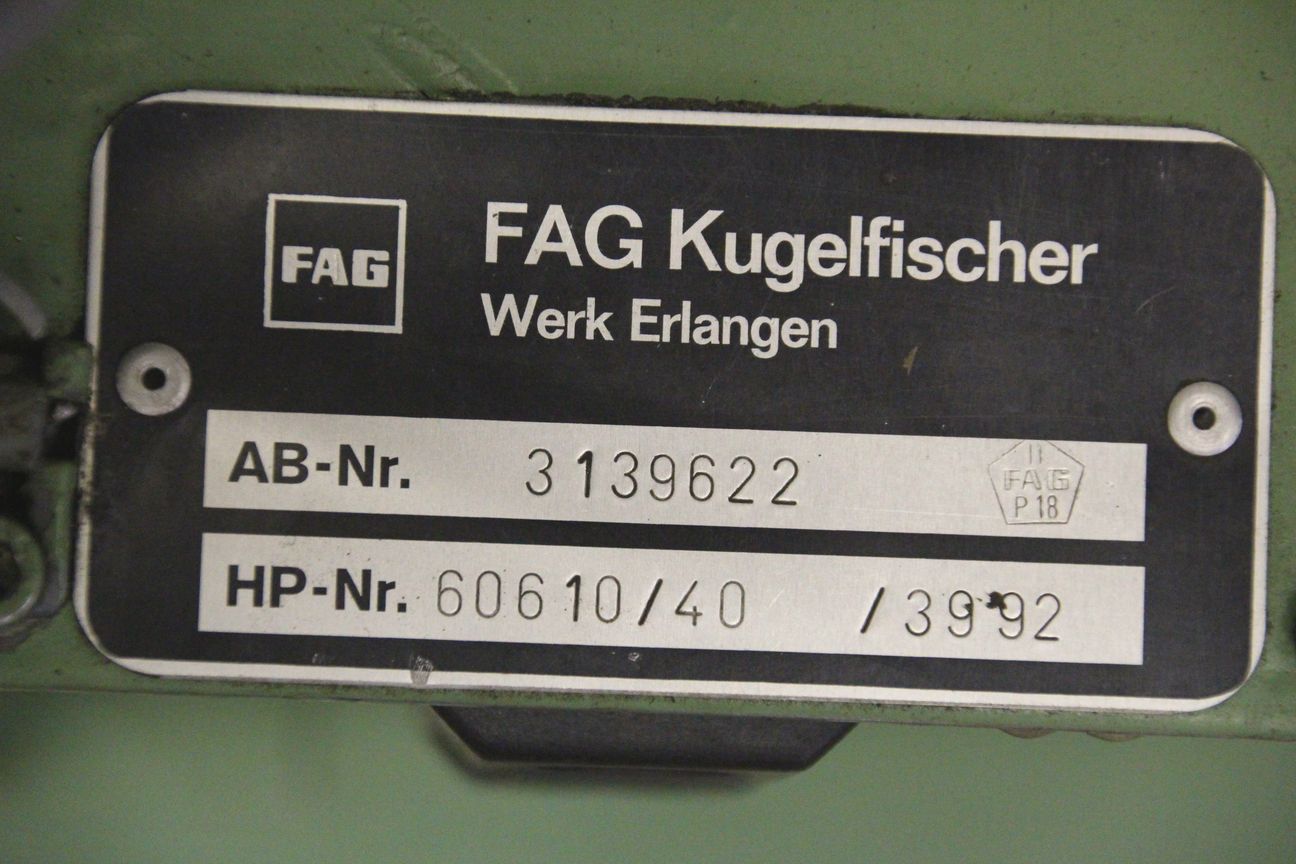 FAG
FAG Kugelfischer
Werk Erlangen
AB-Nr. 3139622
FAG
P 18
HP-Nr. 60610/40 /3992